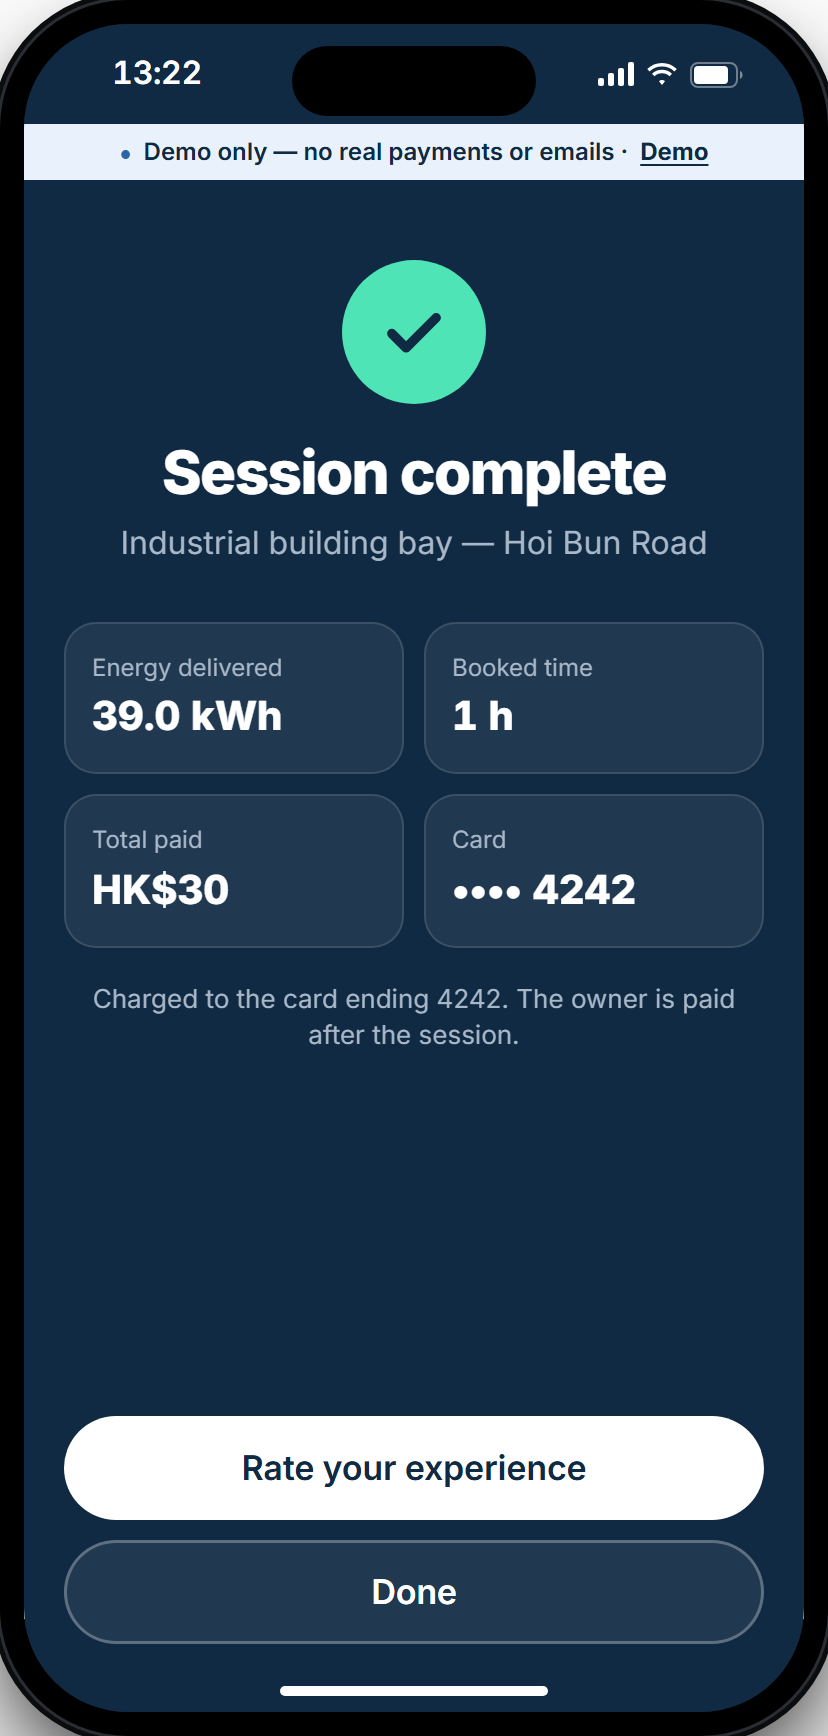 13:22
Demo only — no real payments or emails · Demo
Session complete
Industrial building bay — Hoi Bun Road
Energy delivered
39.0 kWh
Booked time
1 h
Total paid
HK$30
Card
•••• 4242
Charged to the card ending 4242. The owner is paid
after the session.
Rate your experience
Done